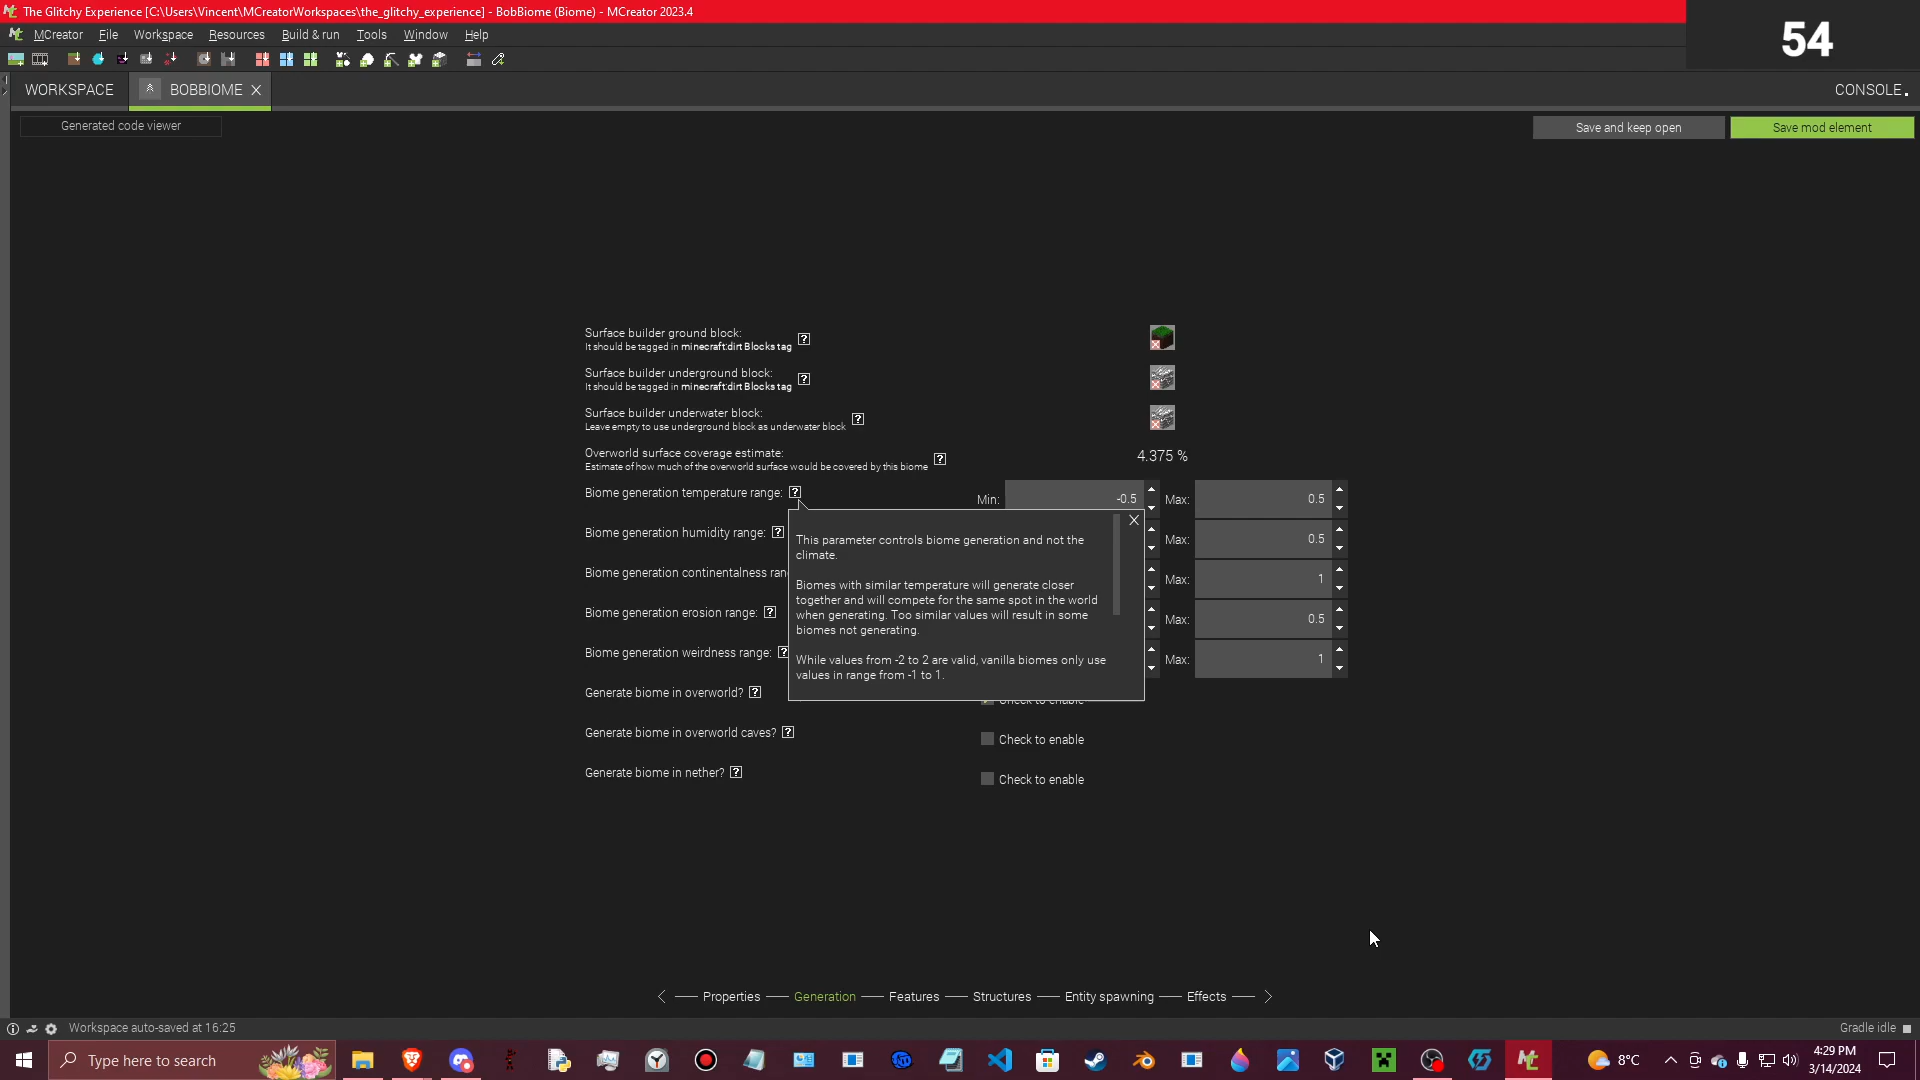 The Glitchy Experience [C:\Users\Vincent\MCreatorWorkspaces\the_glitchy_experience] - BobBiome (Biome) - MCreator 2023.4
54
MCreator File Workspace Resources Build & run Tools Window Help
WORKSPACE BOBBIOME CONSOLE
Generated code viewer
Save and keep open
Save mod element
Surface builder ground block:
It should be tagged in minecraft:dirt Blocks tag
Surface builder underground block:
It should be tagged in minecraft:dirt Blocks tag
Surface builder underwater block:
Leave empty to use underground block as underwater block
Overworld surface coverage estimate:
Estimate of how much of the overworld surface would be covered by this biome
4.375 %
Biome generation temperature range: Min: -0.5 Max: 0.5
Biome generation humidity range: Max: 0.5
Biome generation continentalness ran Max: 1
Biome generation erosion range: Max: 0.5
Biome generation weirdness range: Max: 1
This parameter controls biome generation and not the
climate.
Biomes with similar temperature will generate closer
together and will compete for the same spot in the world
when generating. Too similar values will result in some
biomes not generating.
While values from -2 to 2 are valid, vanilla biomes only use
values in range from -1 to 1.
Generate biome in overworld? Check to enable
Generate biome in overworld caves? Check to enable
Generate biome in nether? Check to enable
Properties Generation Features Structures Entity spawning Effects
Workspace auto-saved at 16:25
Gradle idle
Type here to search
8°C
4:29 PM
3/14/2024